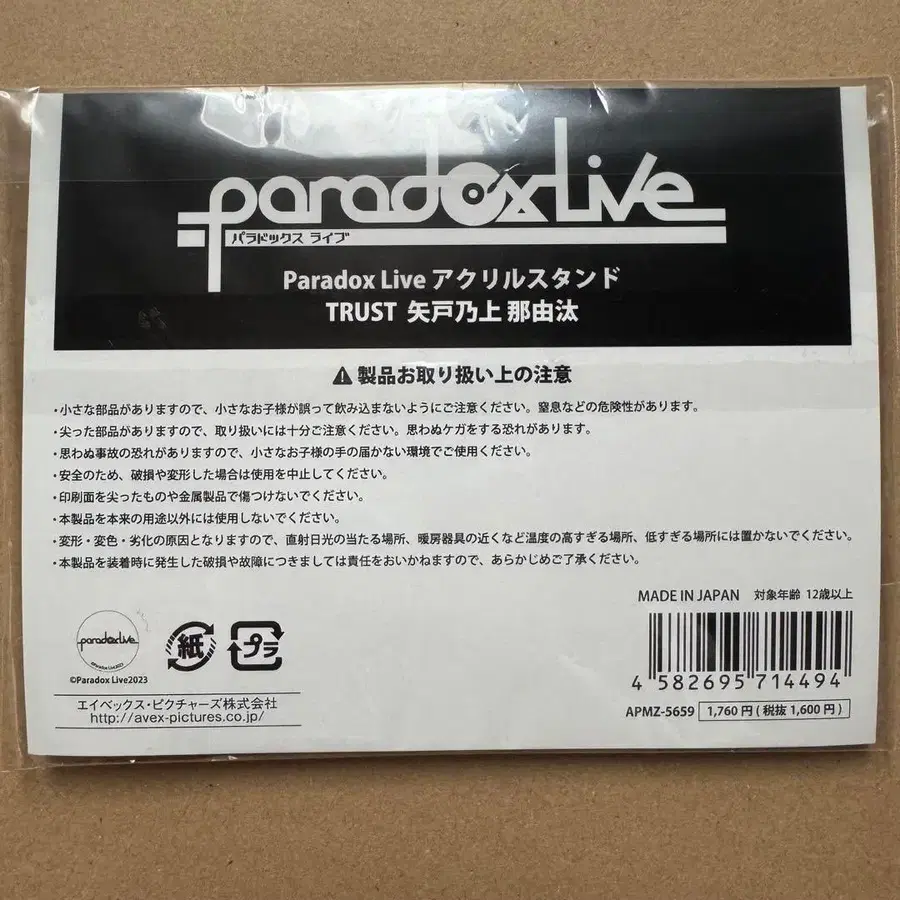 paradox Live
パラドックス ライブ
Paradox Live アクリルスタンド
TRUST 矢戸乃上 那由汰
製品お取り扱い上の注意
・小さな部品がありますので、小さなお子様が誤って飲み込まないようにご注意ください。窒息などの危険性があります。
・尖った部品がありますので、取り扱いには十分ご注意ください。思わぬケガをする恐れがあります。
・思わぬ事故の恐れがありますので、小さなお子様の手の届かない環境でご使用ください。
・安全のため、破損や変形した場合は使用を中止してください。
・印刷面を尖ったものや金属製品で傷つけないでください。
・本製品を本来の用途以外には使用しないでください。
・変形・変色・劣化の原因となりますので、直射日光の当たる場所、暖房器具の近くなど温度の高すぎる場所、低すぎる場所には置かないでください。
・本製品を装着時に発生した破損や故障につきましては責任をおいかねますので、あらかじめご了承ください。
MADE IN JAPAN 対象年齢 12歳以上
paradox Live
紙
プラ
©Paradox Live2023
4 582695 714494
エイベックス・ピクチャーズ株式会社
http://avex-pictures.co.jp/
APMZ-5659 1,760 円 ( 税抜 1,600 円 )